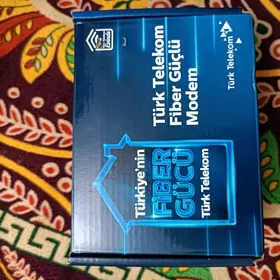 Türk Telekom
Fiber Güçlü
Modem
Türk Telekom
Türkiye'nin
FİBER
GÜCÜ
Türk Telekom